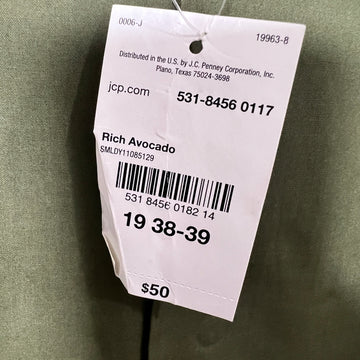 0006-J 19963-8
Distributed in the U.S. by J.C. Penney Corporation, Inc.
Plano, Texas 75024-3698
jcp.com 531-8456 0117
Rich Avocado
SMLDY11085129
531 8456 0182 14
19 38-39
$50